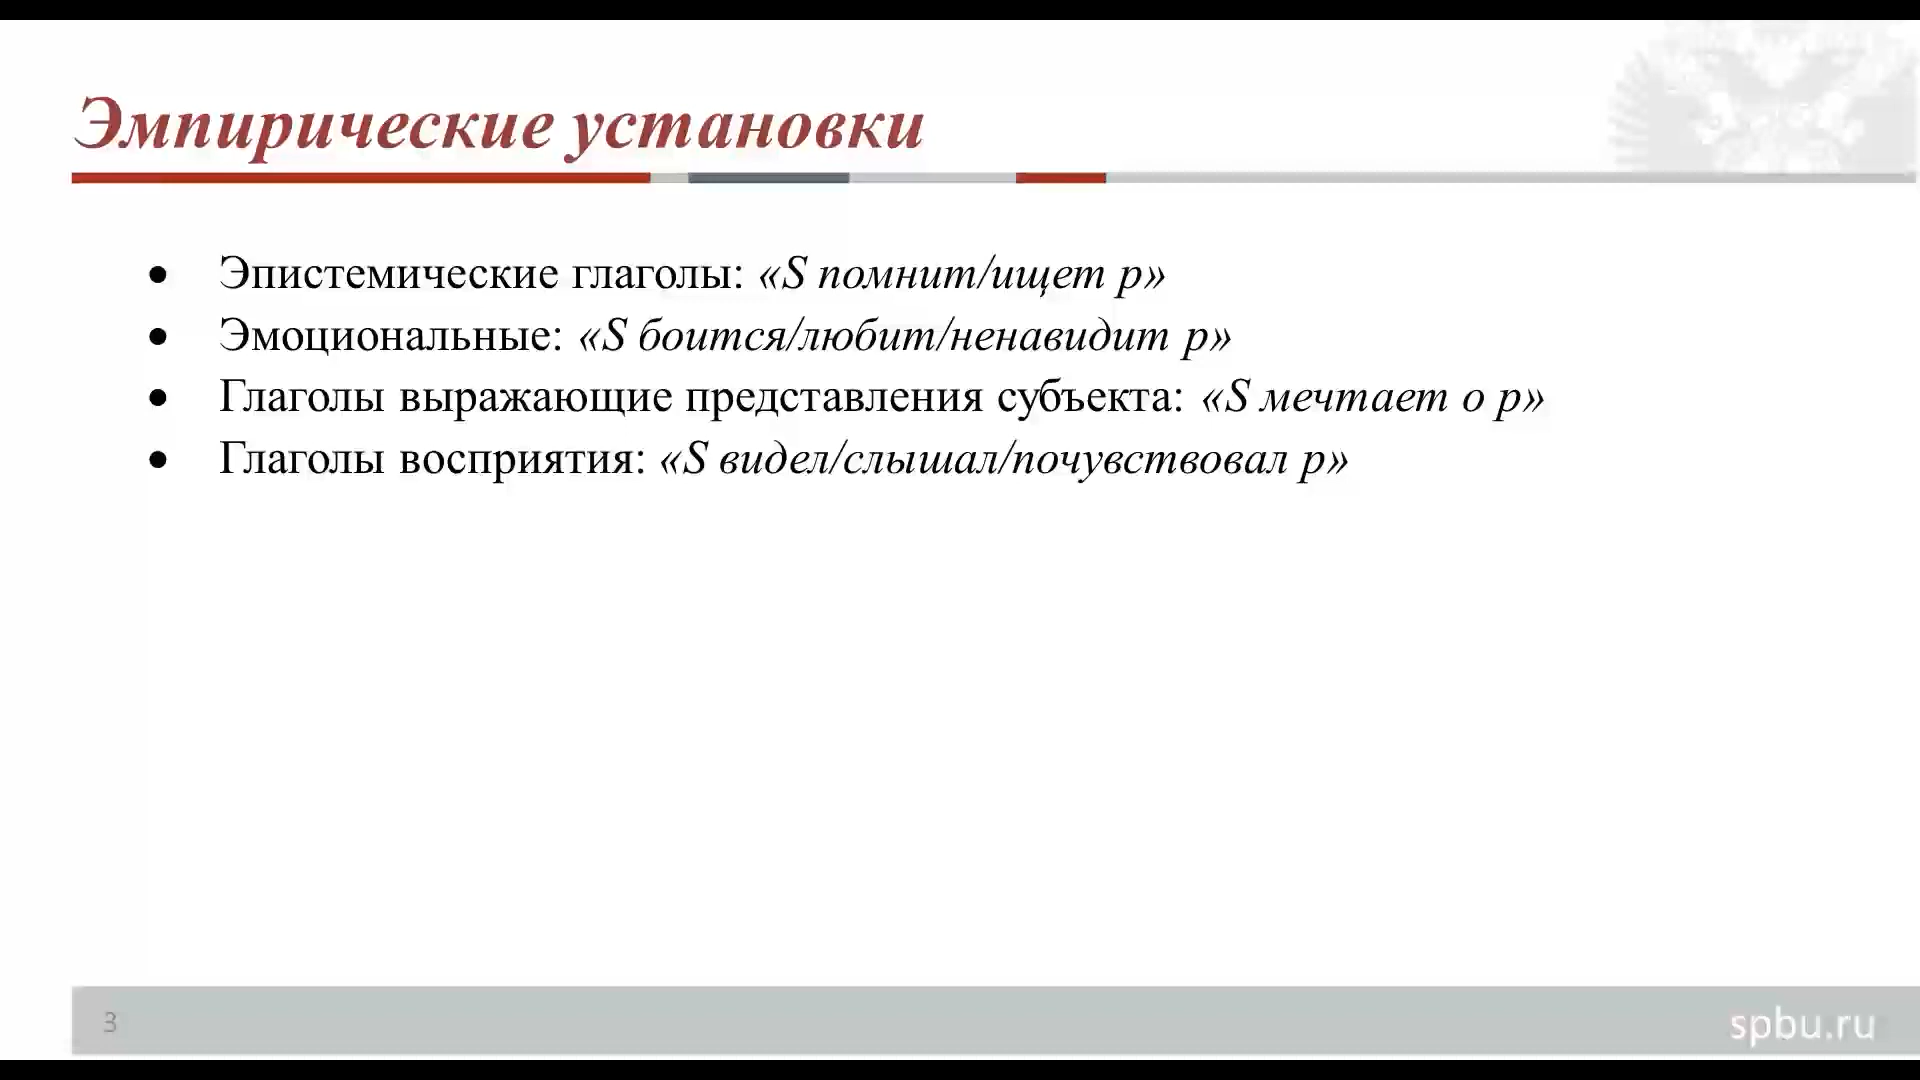 Эмпирические установки
• Эпистемические глаголы: «S помнит/ищет p»
• Эмоциональные: «S боится/любит/ненавидит p»
• Глаголы выражающие представления субъекта: «S мечтает о p»
• Глаголы восприятия: «S видел/слышал/почувствовал p»
3
spbu.ru